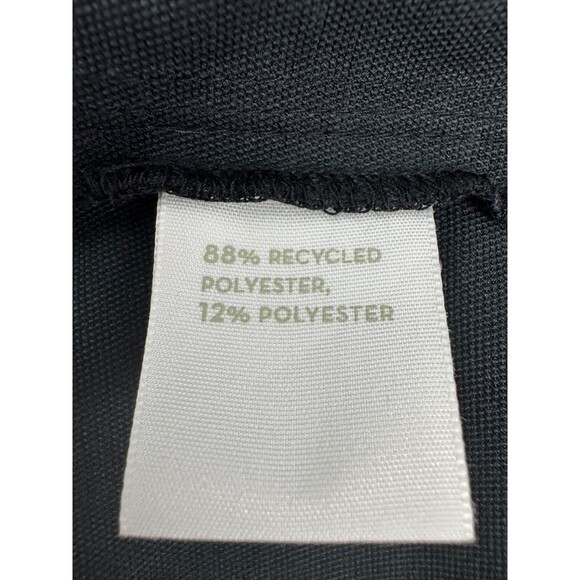 88% RECYCLED
POLYESTER,
12% POLYESTER